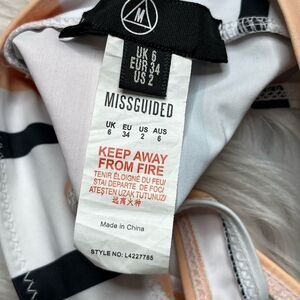 M
UK 6
EUR 34
US 2
MISSGUIDED
UK EU US AUS
6 34 2 6
KEEP AWAY
FROM FIRE
TENIR ÉLOIGNÉ DU FEU
STAI DEPARTE DE FOC
ATEŞTEN UZAK TUTUNUZ
远离火种
Made in China
STYLE NO: L4227785